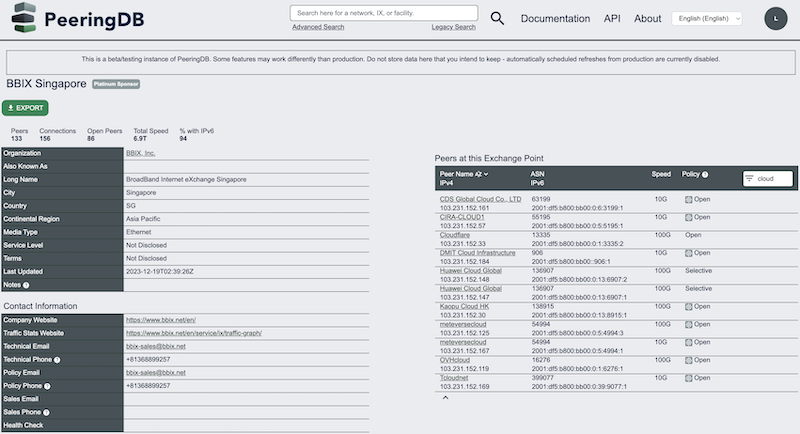 PeeringDB
Search here for a network, IX, or facility.
Advanced Search
Legacy Search
Documentation
API
About
English (English)
L
This is a beta/testing instance of PeeringDB. Some features may work differently than production. Do not store data here that you intend to keep - automatically scheduled refreshes from production are currently disabled.
BBIX Singapore
Platinum Sponsor
EXPORT
Peers Connections Open Peers Total Speed % with IPv6
133 156 86 6.9T 94
Organization BBIX, Inc.
Also Known As
Long Name BroadBand Internet eXchange Singapore
City Singapore
Country SG
Continental Region Asia Pacific
Media Type Ethernet
Service Level Not Disclosed
Terms Not Disclosed
Last Updated 2023-12-19T02:39:26Z
Notes ?
Contact Information
Company Website https://www.bbix.net/en/
Traffic Stats Website https://www.bbix.net/en/service/ix/traffic-graph/
Technical Email bbix-sales@bbix.net
Technical Phone ? +81368899257
Policy Email bbix-sales@bbix.net
Policy Phone ? +81368899257
Sales Email
Sales Phone ?
Health Check
Peers at this Exchange Point
Peer Name ASN Speed Policy ? cloud
IPv4 IPv6
CDS Global Cloud Co., LTD 63199 10G Open
103.231.152.161 2001:df5:b800:bb00:0:6:3199:1
CIRA-CLOUD1 55195 10G Open
103.231.152.57 2001:df5:b800:bb00:0:5:5195:1
Cloudflare 13335 100G Open
103.231.152.33 2001:df5:b800:bb00:0:1:3335:2
DMIT Cloud Infrastructure 906 10G Open
103.231.152.184 2001:df5:b800:bb00::906:1
Huawei Cloud Global 136907 100G Selective
103.231.152.148 2001:df5:b800:bb00:0:13:6907:2
Huawei Cloud Global 136907 100G Selective
103.231.152.147 2001:df5:b800:bb00:0:13:6907:1
Kaopu Cloud HK 138915 100G Open
103.231.152.30 2001:df5:b800:bb00:0:13:8915:1
meteversecloud 54994 100G Open
103.231.152.125 2001:df5:b800:bb00:0:5:4994:3
meteversecloud 54994 10G Open
103.231.152.167 2001:df5:b800:bb00:0:5:4994:1
OVHcloud 16276 100G Open
103.231.152.119 2001:df5:b800:bb00:0:1:6276:1
Tcloudnet 399077 10G Open
103.231.152.169 2001:df5:b800:bb00:0:39:9077:1